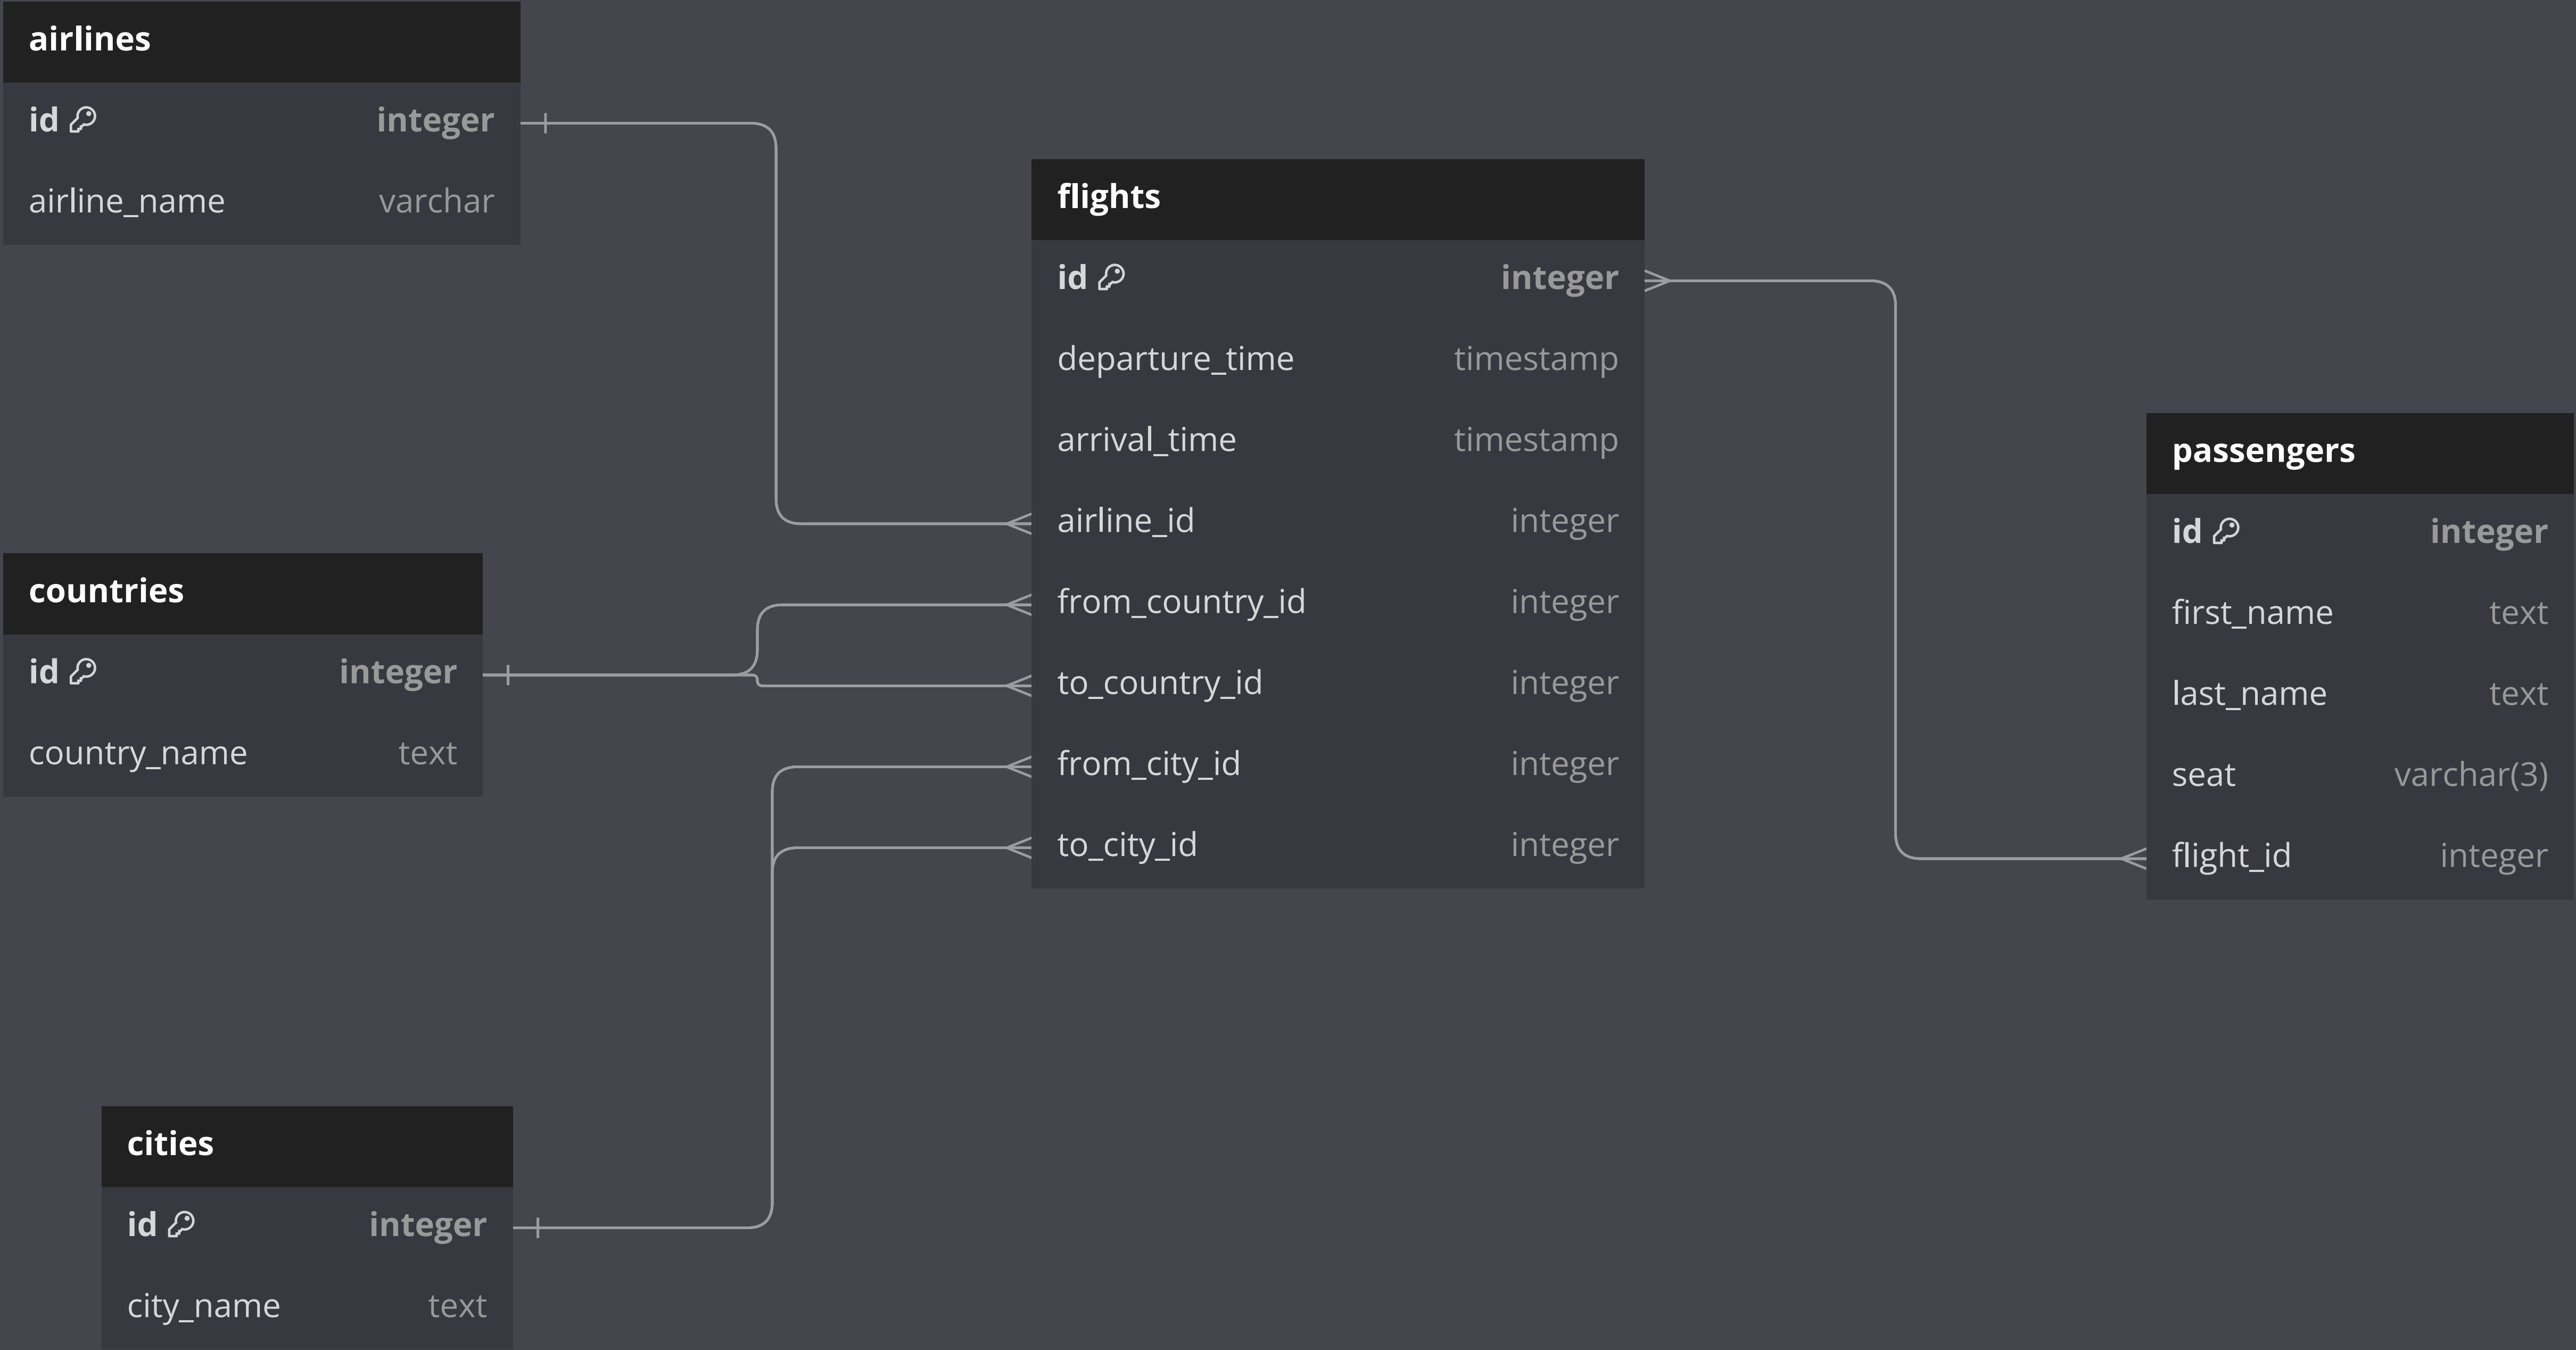 airlines
id integer
airline_name varchar
flights
id integer
departure_time timestamp
arrival_time timestamp
airline_id integer
from_country_id integer
to_country_id integer
from_city_id integer
to_city_id integer
passengers
id integer
first_name text
last_name text
seat varchar(3)
flight_id integer
countries
id integer
country_name text
cities
id integer
city_name text